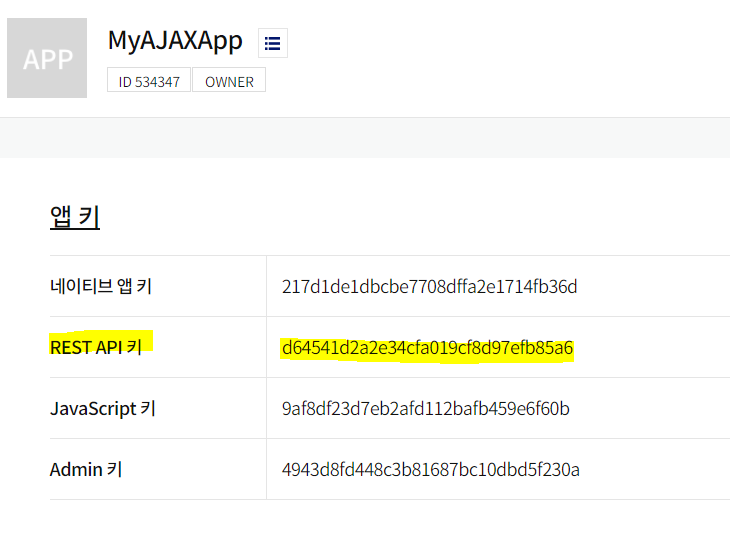 APP
MyAJAXApp
ID 534347 OWNER
앱 키
네이티브 앱 키 217d1de1dbcbe7708dffa2e1714fb36d
REST API 키 d64541d2a2e34cfa019cf8d97efb85a6
JavaScript 키 9af8df23d7eb2afd112bafb459e6f60b
Admin 키 4943d8fd448c3b81687bc10dbd5f230a